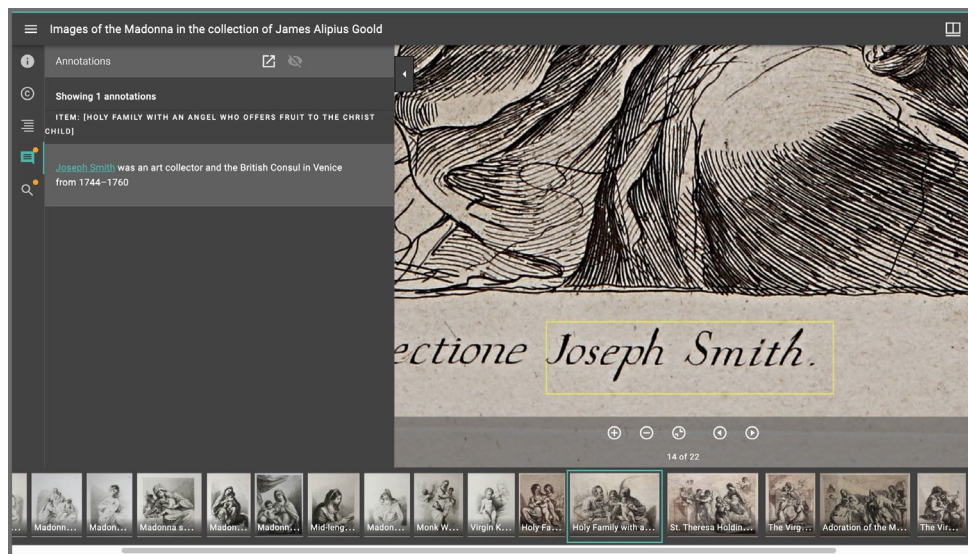 Images of the Madonna in the collection of James Alipius Goold
Annotations
Showing 1 annotations
ITEM: [HOLY FAMILY WITH AN ANGEL WHO OFFERS FRUIT TO THE CHRIST
CHILD]
Joseph Smith was an art collector and the British Consul in Venice
from 1744–1760
ectione Joseph Smith.
14 of 22
... Madonn... Madon... Madonna s... Madon... Madonn... Mid-leng... Madon... Monk W... Virgin K... Holy Fa... Holy Family with a... St. Theresa Holdin... The Virg... Adoration of the M... The Vir...